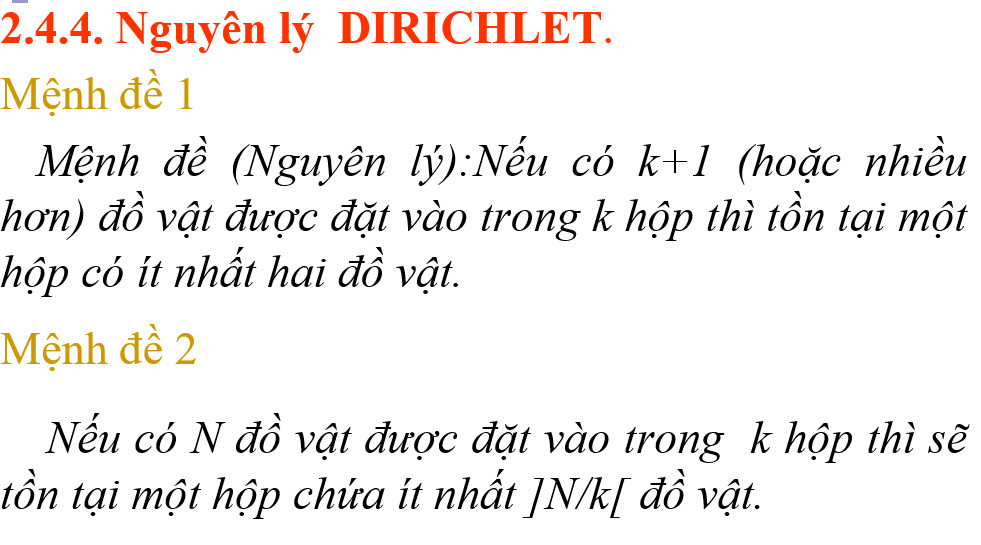 2.4.4. Nguyên lý DIRICHLET.
Mệnh đề 1
Mệnh đề (Nguyên lý):Nếu có k+1 (hoặc nhiều
hơn) đồ vật được đặt vào trong k hộp thì tồn tại một
hộp có ít nhất hai đồ vật.
Mệnh đề 2
Nếu có N đồ vật được đặt vào trong k hộp thì sẽ
tồn tại một hộp chứa ít nhất ]N/k[ đồ vật.